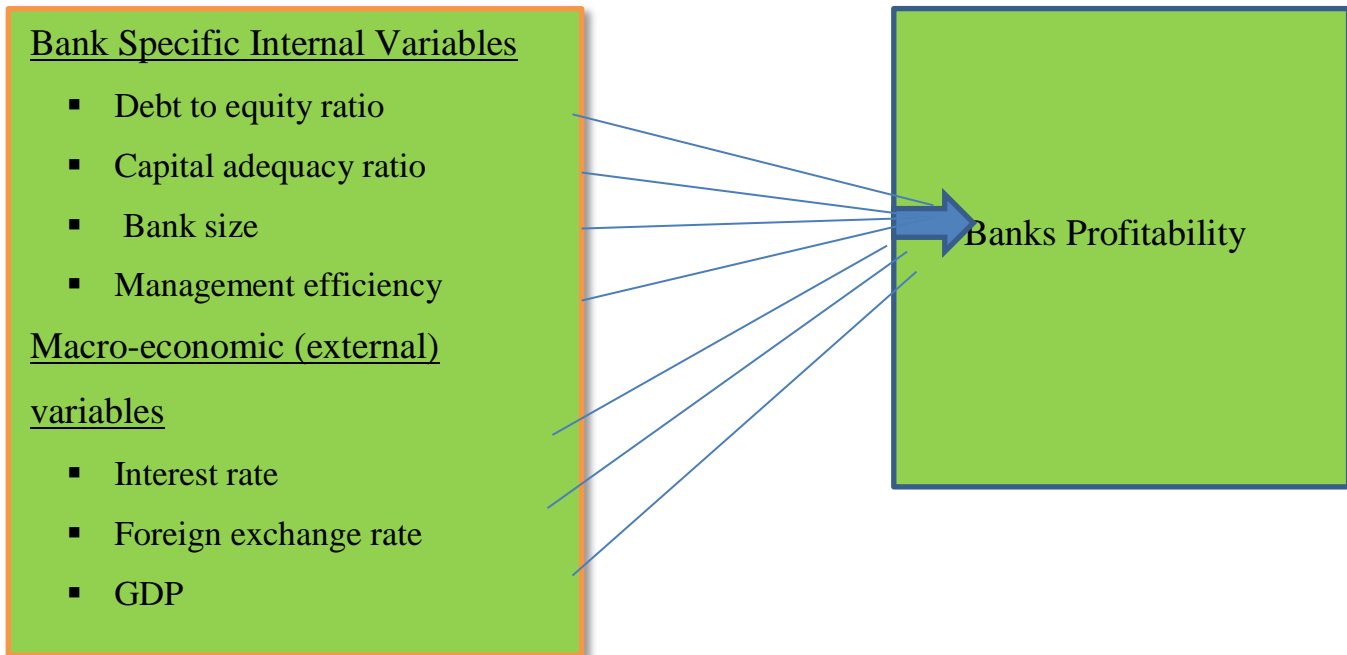 Bank Specific Internal Variables
▪ Debt to equity ratio
▪ Capital adequacy ratio
▪ Bank size
▪ Management efficiency
Macro-economic (external)
variables
▪ Interest rate
▪ Foreign exchange rate
▪ GDP
Banks Profitability